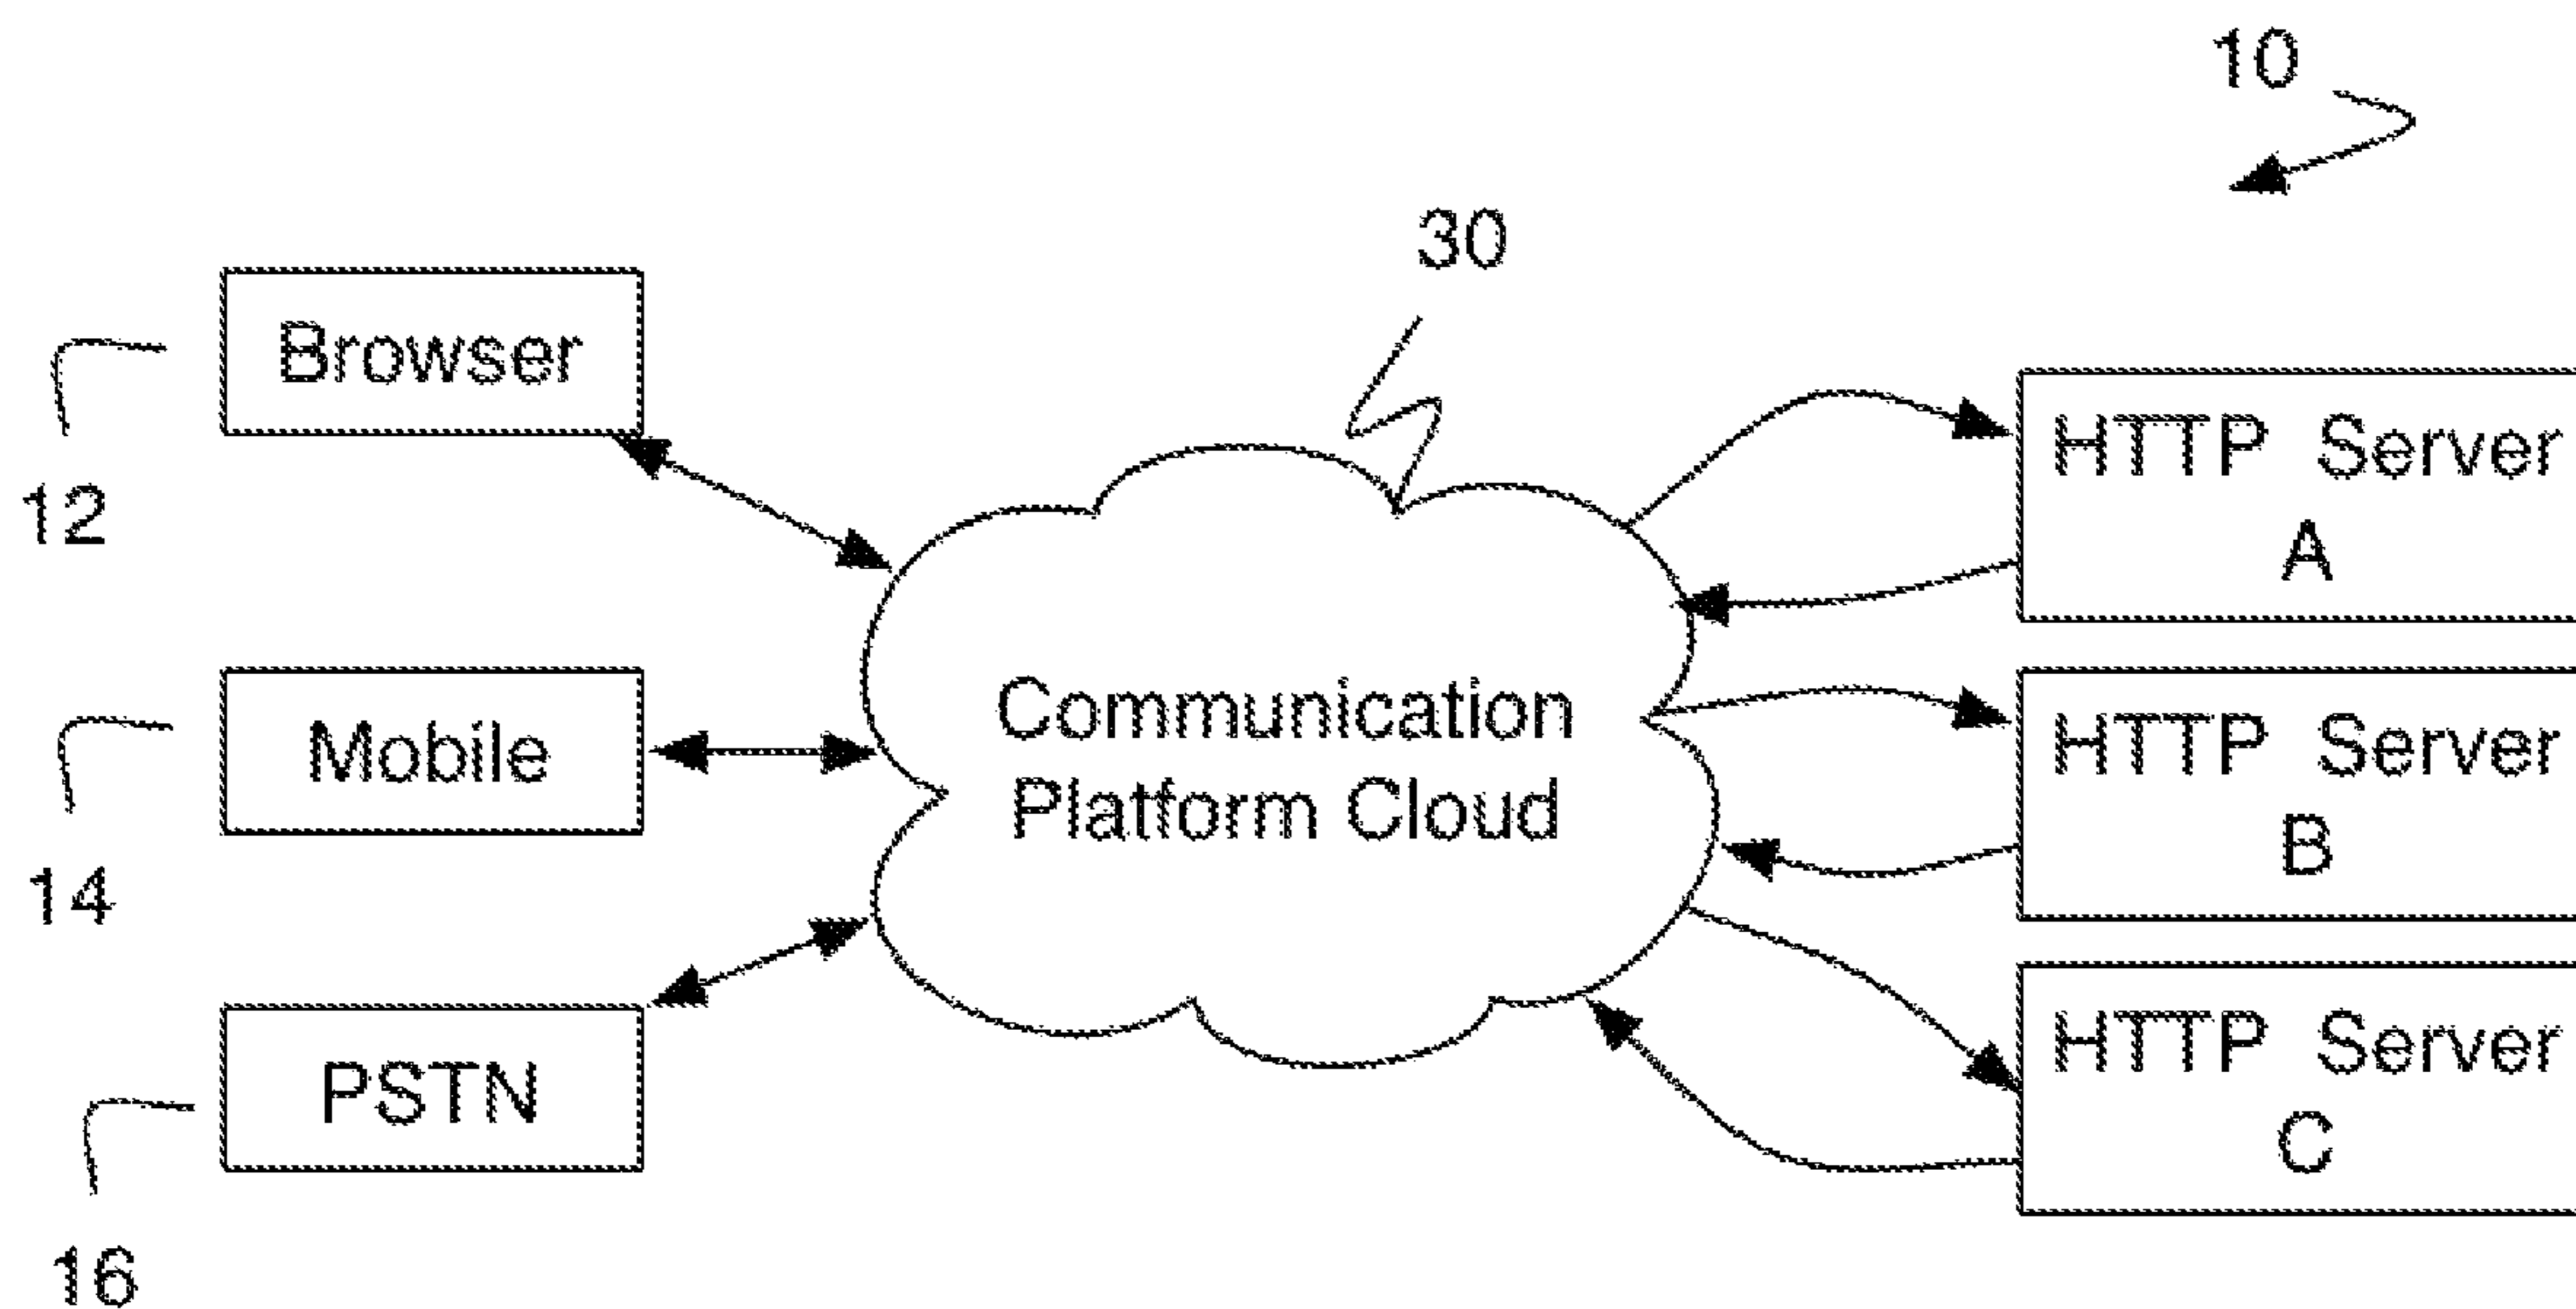 10
30
Browser
12
HTTP Server
A
Communication
Platform Cloud
Mobile
14
HTTP Server
B
PSTN
16
HTTP Server
C